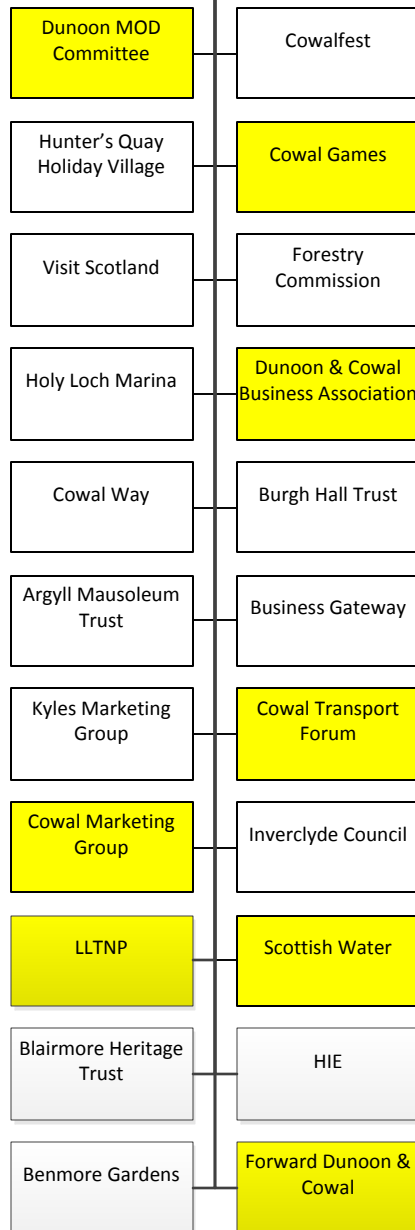 Dunoon MOD
Committee
Cowalfest
Hunter's Quay
Holiday Village
Cowal Games
Visit Scotland
Forestry
Commission
Holy Loch Marina
Dunoon & Cowal
Business Association
Cowal Way
Burgh Hall Trust
Argyll Mausoleum
Trust
Business Gateway
Kyles Marketing
Group
Cowal Transport
Forum
Cowal Marketing
Group
Inverclyde Council
LLTNP
Scottish Water
Blairmore Heritage
Trust
HIE
Benmore Gardens
Forward Dunoon &
Cowal